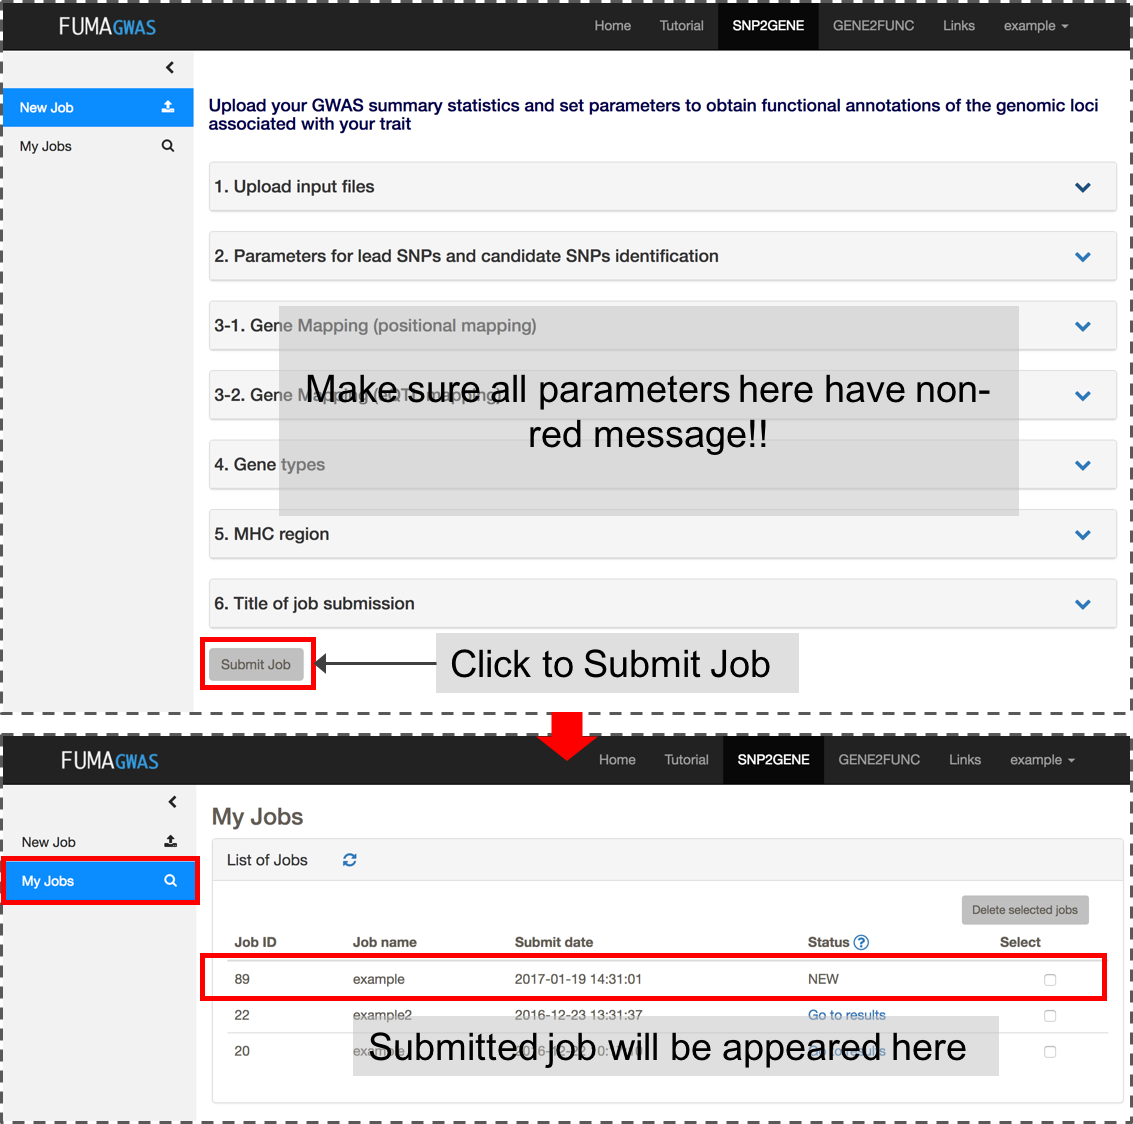 FUMAGWAS
Home Tutorial SNP2GENE GENE2FUNC Links example
New Job
My Jobs
Upload your GWAS summary statistics and set parameters to obtain functional annotations of the genomic loci
associated with your trait
1. Upload input files
2. Parameters for lead SNPs and candidate SNPs identification
3-1. Gene Mapping (positional mapping)
Make sure all parameters here have non-
red message!!
3-2. Gene Mapping (eQTL mapping)
4. Gene types
5. MHC region
6. Title of job submission
Submit Job
Click to Submit Job
FUMAGWAS
Home Tutorial SNP2GENE GENE2FUNC Links example
New Job
My Jobs
My Jobs
List of Jobs
Delete selected jobs
Job ID Job name Submit date Status ? Select
89 example 2017-01-19 14:31:01 NEW
22 example2 2016-12-23 13:31:37 Go to results
20 example Go to results
Submitted job will be appeared here